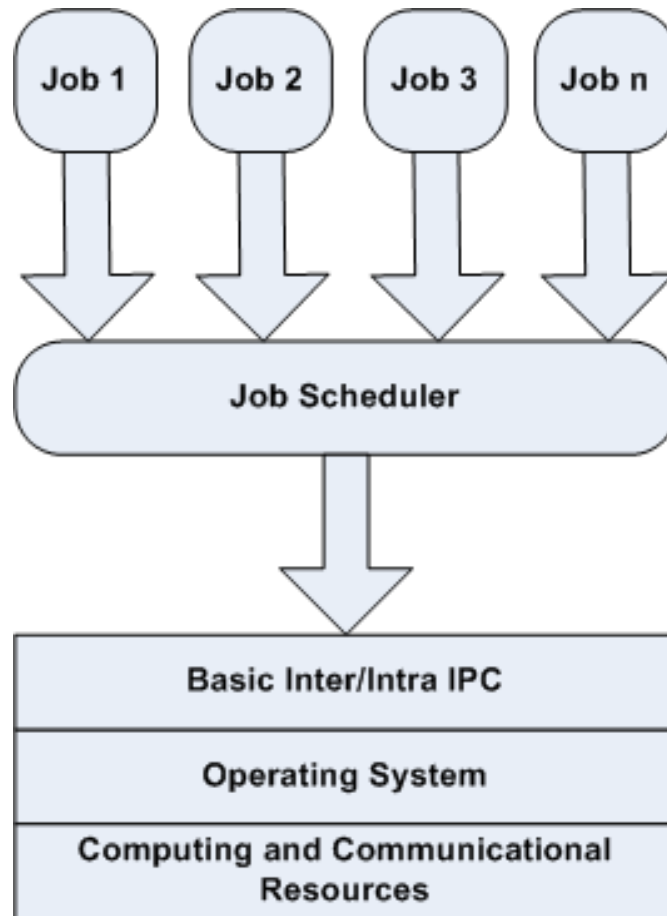 Job 1
Job 2
Job 3
Job n
Job Scheduler
Basic Inter/Intra IPC
Operating System
Computing and Communicational
Resources